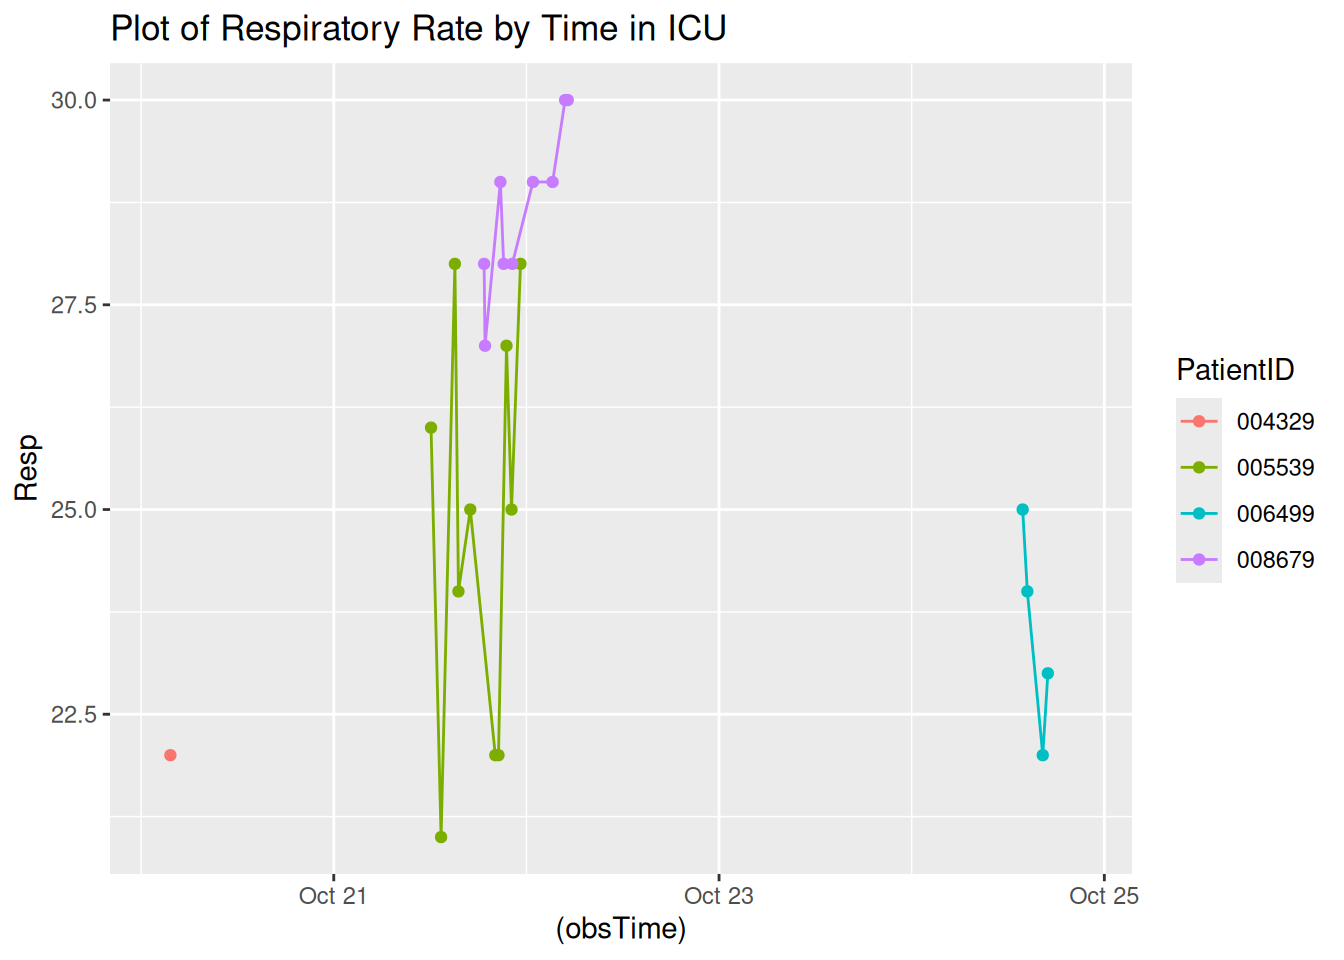 Plot of Respiratory Rate by Time in ICU
30.0
27.5
25.0
22.5
Resp
Oct 21
Oct 23
Oct 25
(obsTime)
PatientID
004329
005539
006499
008679